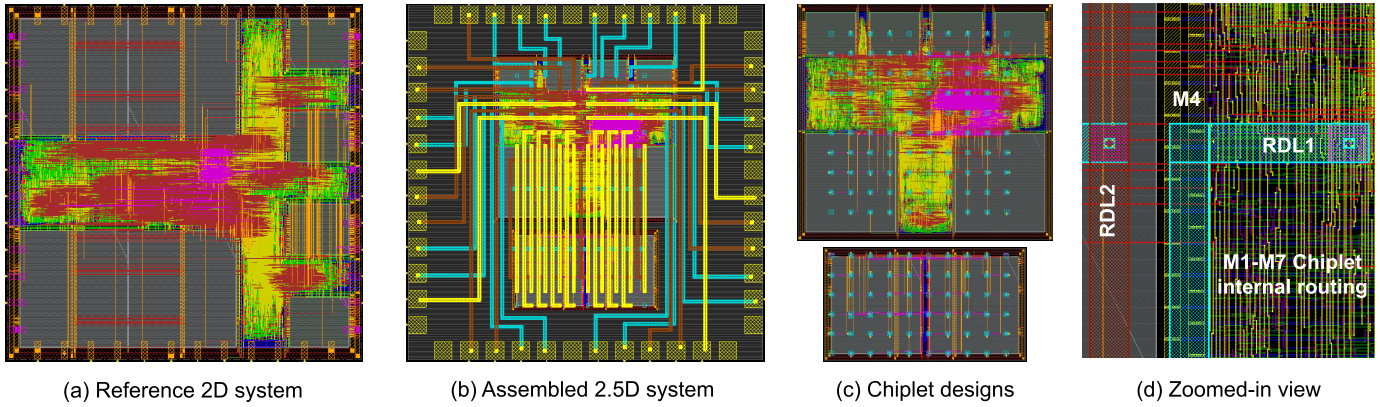 M4
RDL1
RDL2
M1-M7 Chiplet
internal routing
(a) Reference 2D system
(b) Assembled 2.5D system
(c) Chiplet designs
(d) Zoomed-in view